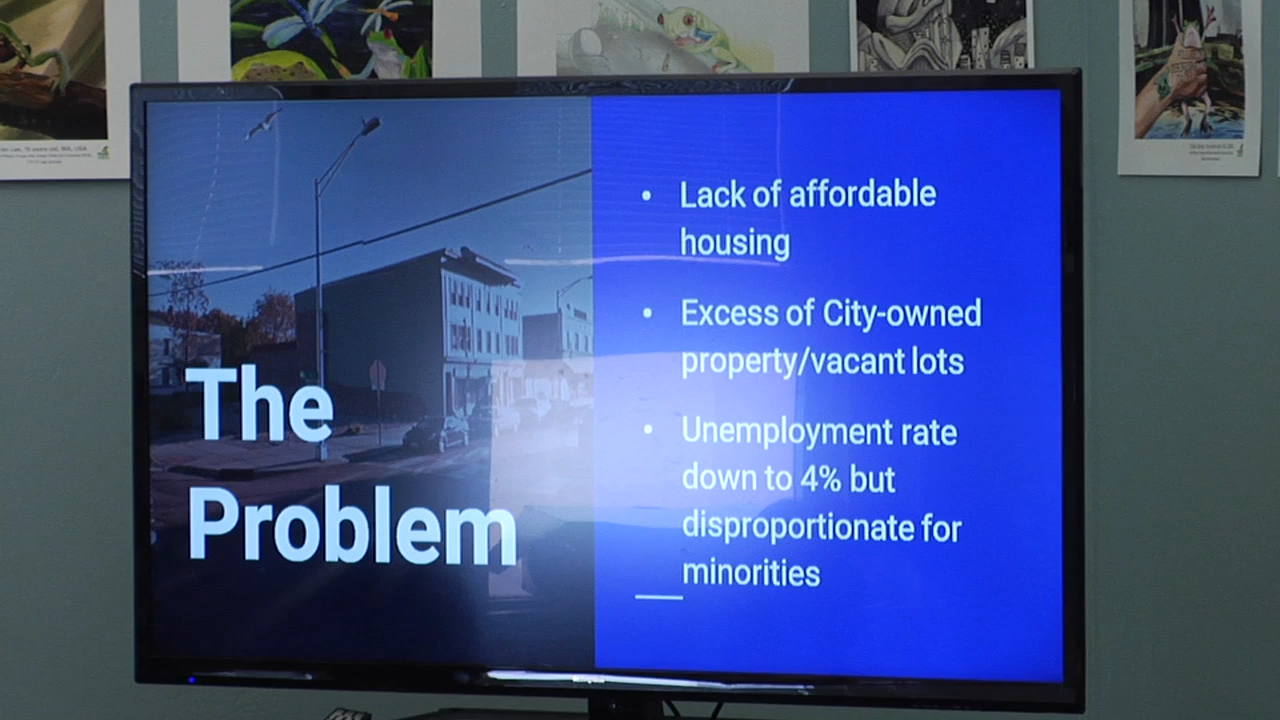 The
Problem
• Lack of affordable
housing
• Excess of City-owned
property/vacant lots
• Unemployment rate
down to 4% but
disproportionate for
minorities